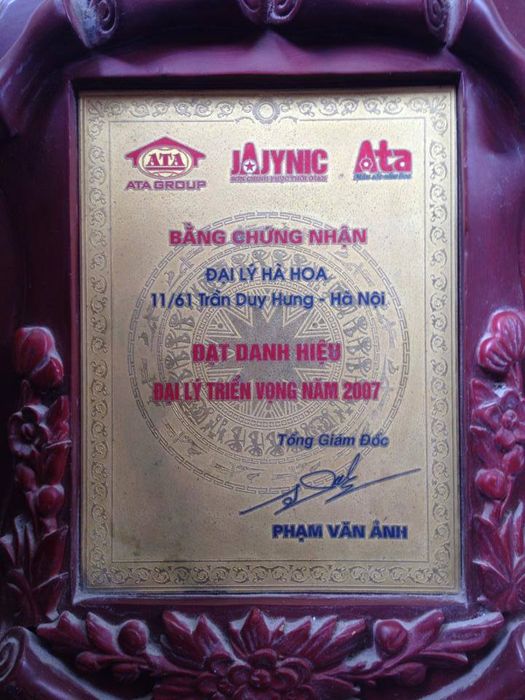 ATA
ATA GROUP
JAJYNIC
Ata
BẰNG CHỨNG NHẬN
ĐẠI LÝ HÀ HOA
11/61 Trần Duy Hưng - Hà Nội
ĐẠT DANH HIỆU
ĐẠI LÝ TRIỂN VỌNG NĂM 2007
Tổng Giám Đốc
PHẠM VĂN ẢNH